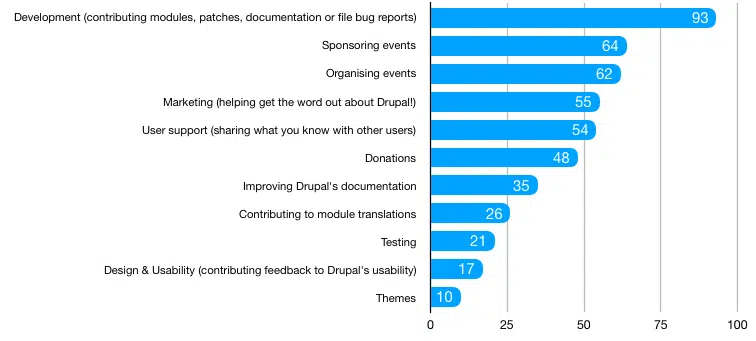 Development (contributing modules, patches, documentation or file bug reports) 93
Sponsoring events 64
Organising events 62
Marketing (helping get the word out about Drupal!) 55
User support (sharing what you know with other users) 54
Donations 48
Improving Drupal's documentation 35
Contributing to module translations 26
Testing 21
Design & Usability (contributing feedback to Drupal's usability) 17
Themes 10
0 25 50 75 100